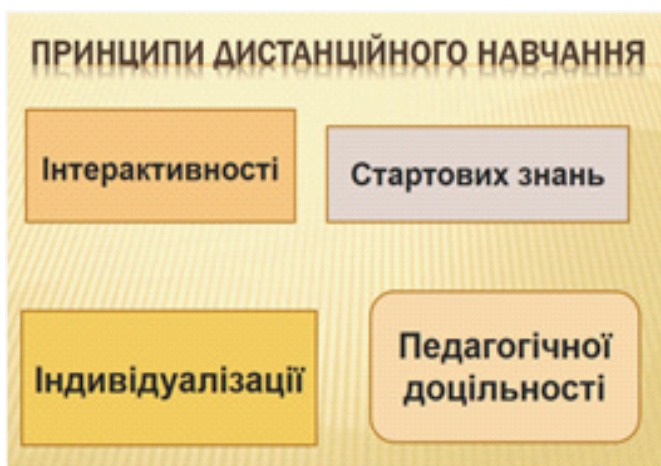 ПРИНЦИПИ ДИСТАНЦІЙНОГО НАВЧАННЯ
Інтерактивності
Стартових знань
Індивідуалізації
Педагогічної
доцільності